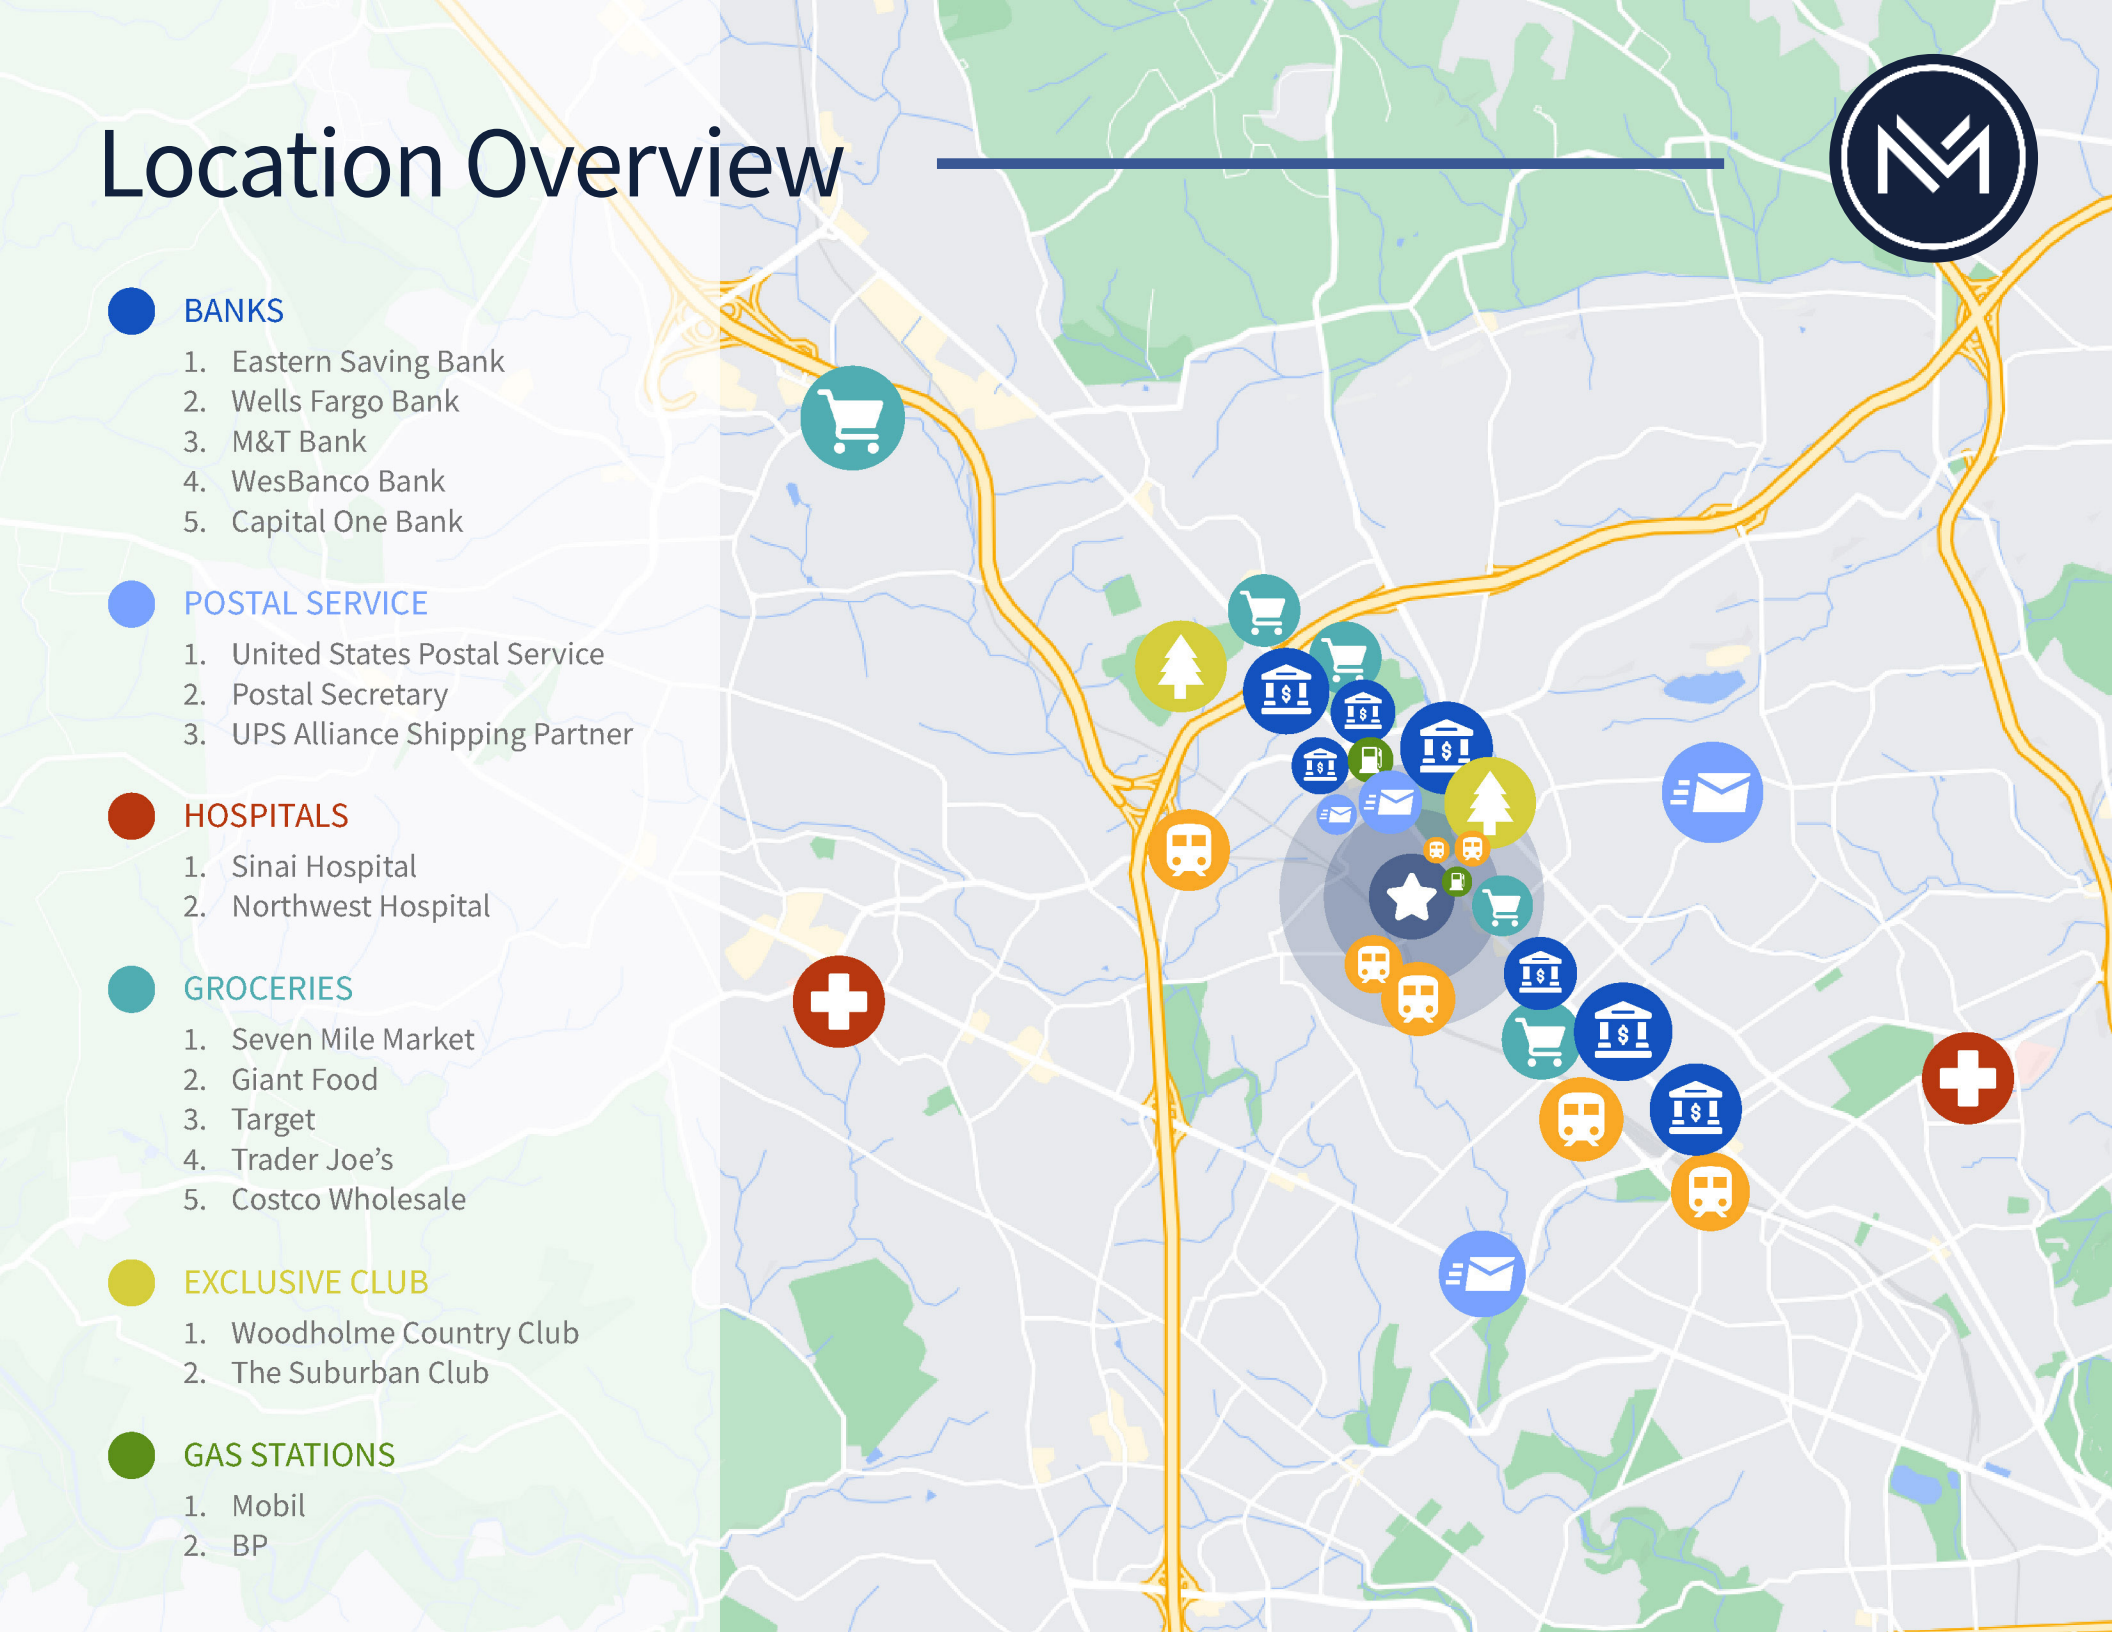 Location Overview
BANKS
1. Eastern Saving Bank
2. Wells Fargo Bank
3. M&T Bank
4. WesBanco Bank
5. Capital One Bank
POSTAL SERVICE
1. United States Postal Service
2. Postal Secretary
3. UPS Alliance Shipping Partner
HOSPITALS
1. Sinai Hospital
2. Northwest Hospital
GROCERIES
1. Seven Mile Market
2. Giant Food
3. Target
4. Trader Joe’s
5. Costco Wholesale
EXCLUSIVE CLUB
1. Woodholme Country Club
2. The Suburban Club
GAS STATIONS
1. Mobil
2. BP